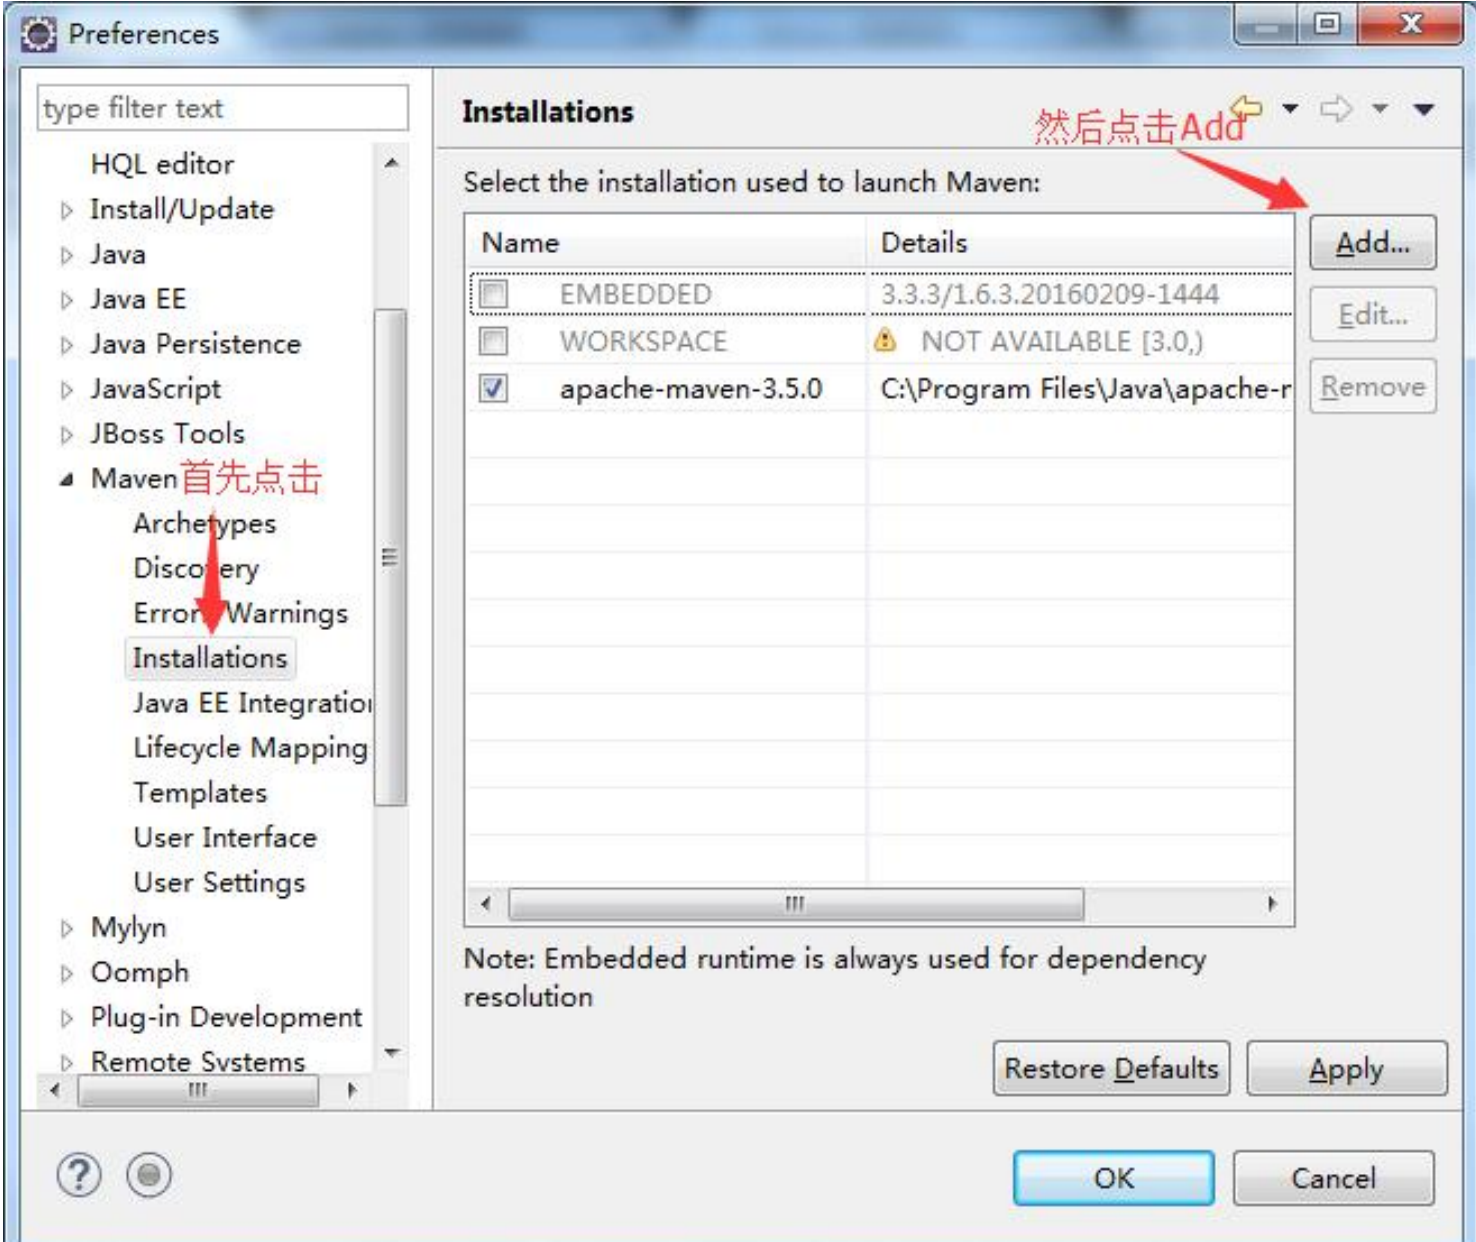 Preferences
type filter text
HQL editor
Install/Update
Java
Java EE
Java Persistence
JavaScript
JBoss Tools
Maven首先点击
Archetypes
Discovery
Warnings
Installations
Java EE Integration
Lifecycle Mapping
Templates
User Interface
User Settings
Mylyn
Oomph
Plug-in Development
Remote Systems
Installations
然后点击Add
Select the installation used to launch Maven:
Name Details
EMBEDDED 3.3.3/1.6.3.20160209-1444
WORKSPACE NOT AVAILABLE [3.0,)
apache-maven-3.5.0 C:\Program Files\Java\apache-r
Add...
Edit...
Remove
Note: Embedded runtime is always used for dependency
resolution
Restore Defaults Apply
? OK Cancel